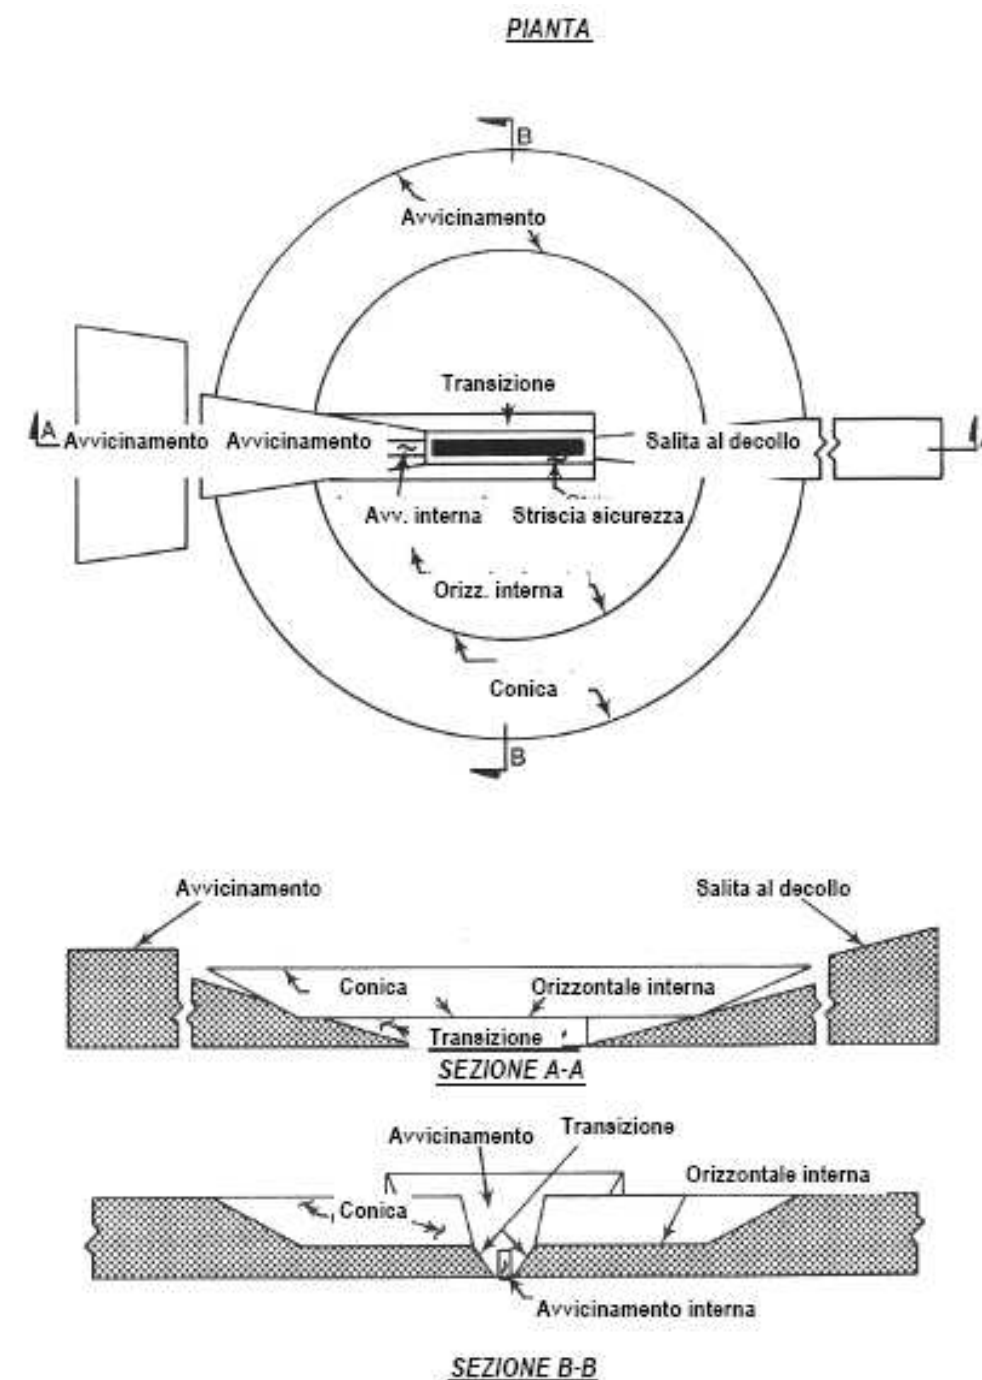 PIANTA
B
Avvicinamento
Transizione
A
Avvicinamento
Avvicinamento
Salita al decollo
Avv. interna
Striscia sicurezza
Orizz. interna
Conica
B
Avvicinamento
Salita al decollo
Conica
Orizzontale interna
Transizione
SEZIONE A-A
Avvicinamento
Transizione
Orizzontale interna
Conica
Avvicinamento interna
SEZIONE B-B